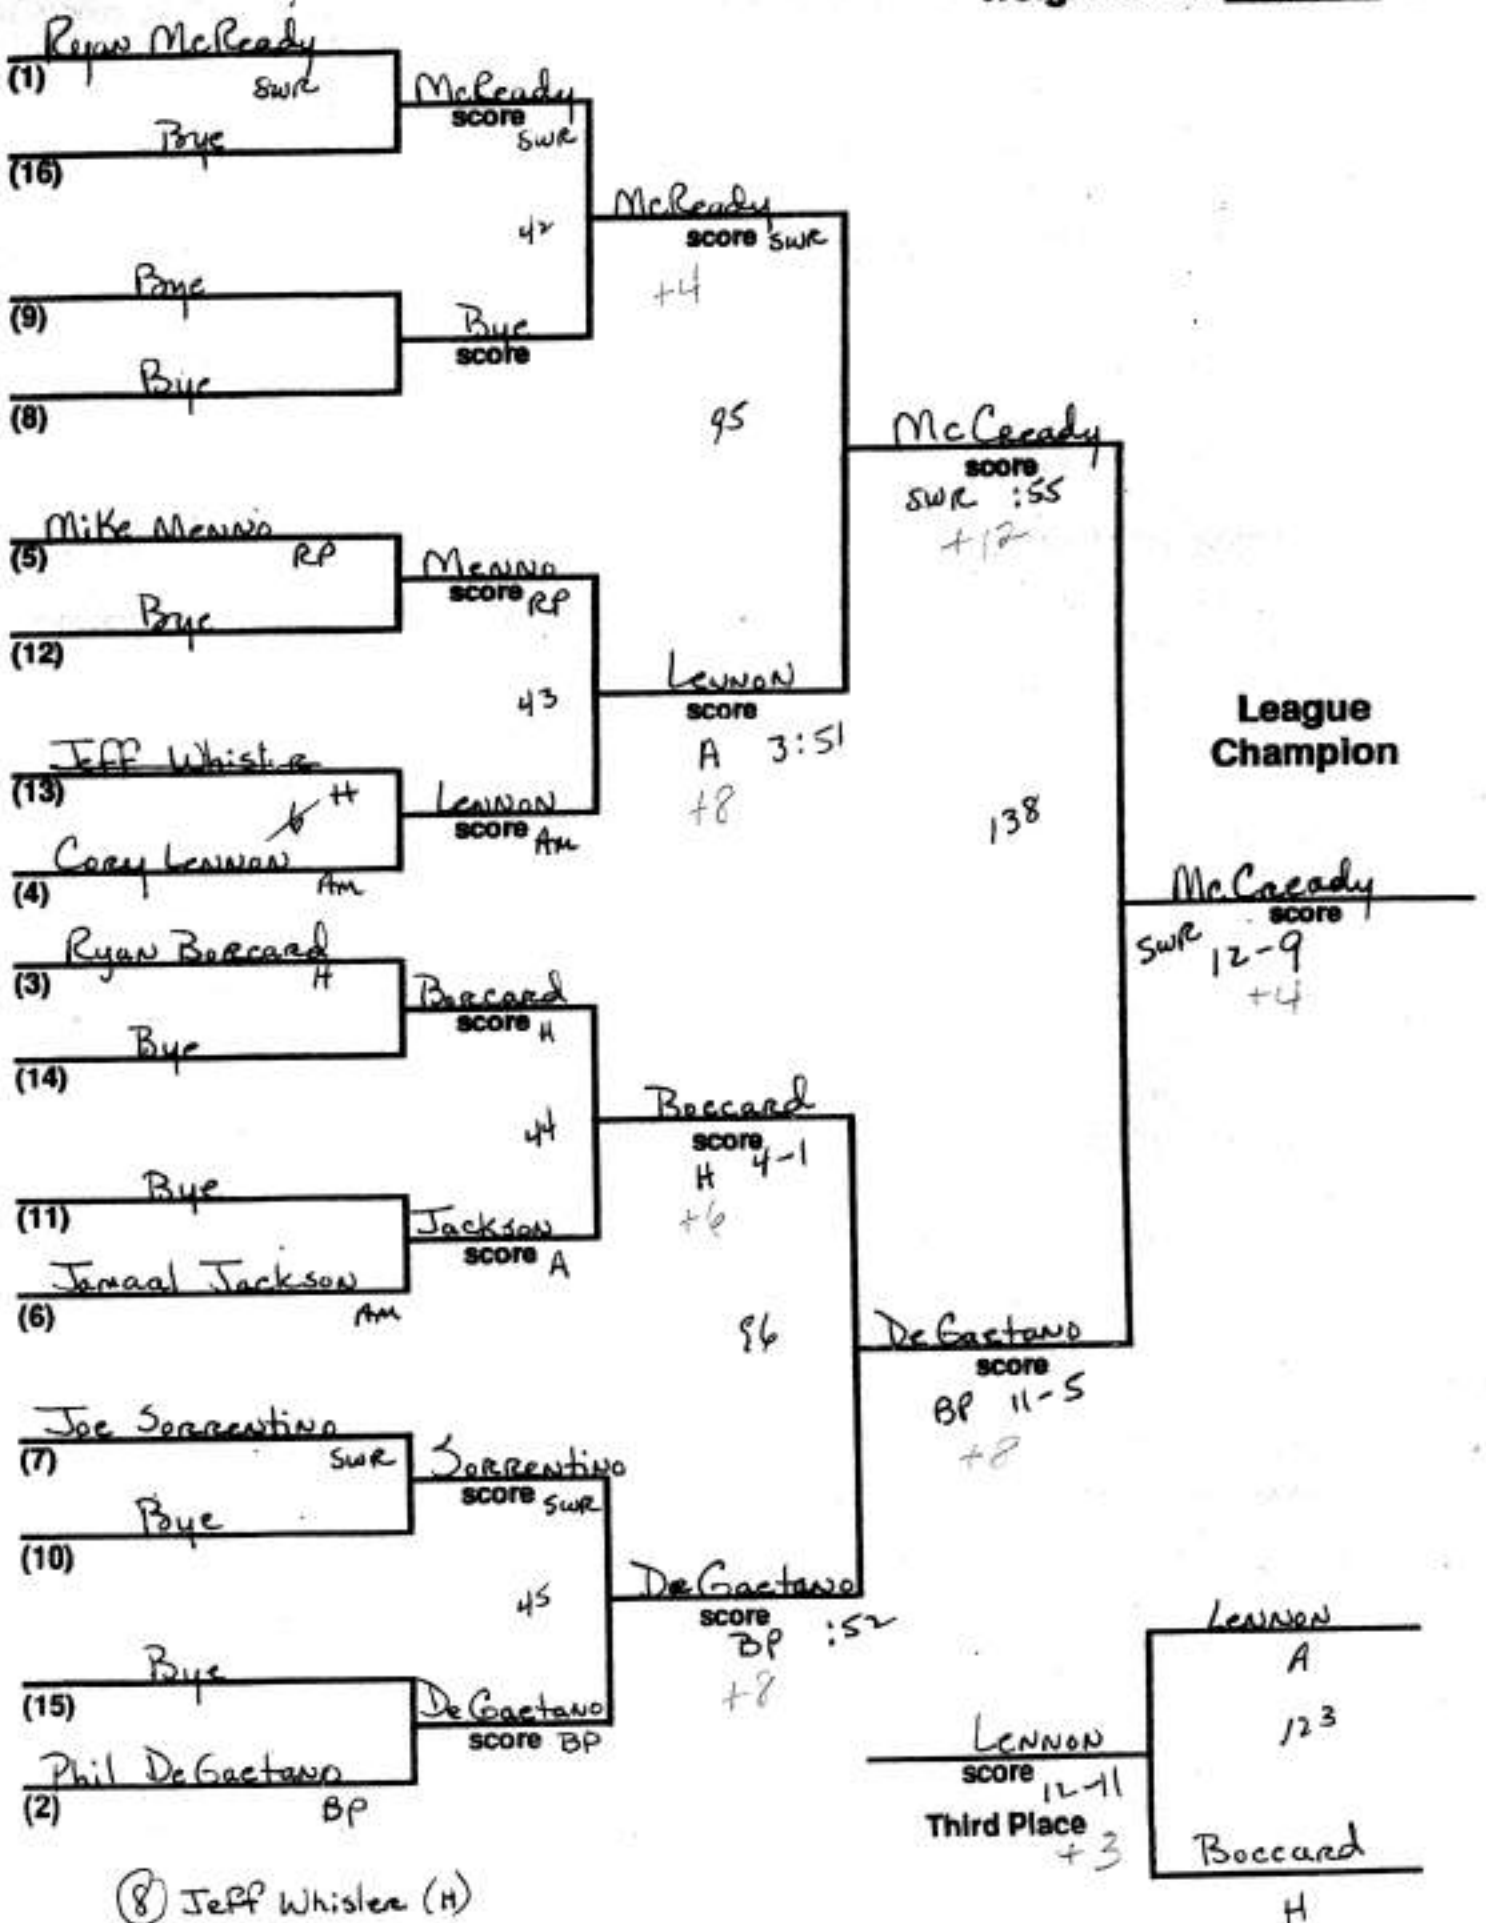 Ryan McReady
(1)
SWR
Bye
(16)
McReady
score
SWR
42
Bye
(9)
Bye
(8)
Bye
score
McReady
score SWR
+4
95
Mike Menno
(5)
RP
Bye
(12)
Menno
score RP
43
Jeff Whisler
(13)
H
Cory Lennon
(4)
Am
Lennon
score Am
Lennon
score
A 3:51
+8
McCready
score
SWR :55
+12
138
Ryan Borcard
(3)
H
Bye
(14)
Borcard
score H
44
Bye
(11)
Jamaal Jackson
(6)
Am
Jackson
score A
Boccard
score
H 4-1
+6
96
Joe Sorrentino
(7)
SWR
Bye
(10)
Sorrentino
score SWR
45
Bye
(15)
Phil DeGaetano
(2)
BP
DeGaetano
score BP
DeGaetano
score
BP :52
+8
DeGaetano
score
BP 11-5
+8
League
Champion
McCready
score
SWR 12-9
+4
Lennon
A
123
Boccard
H
Lennon
score 12-11
Third Place
+3
(8) Jeff Whisler (H)